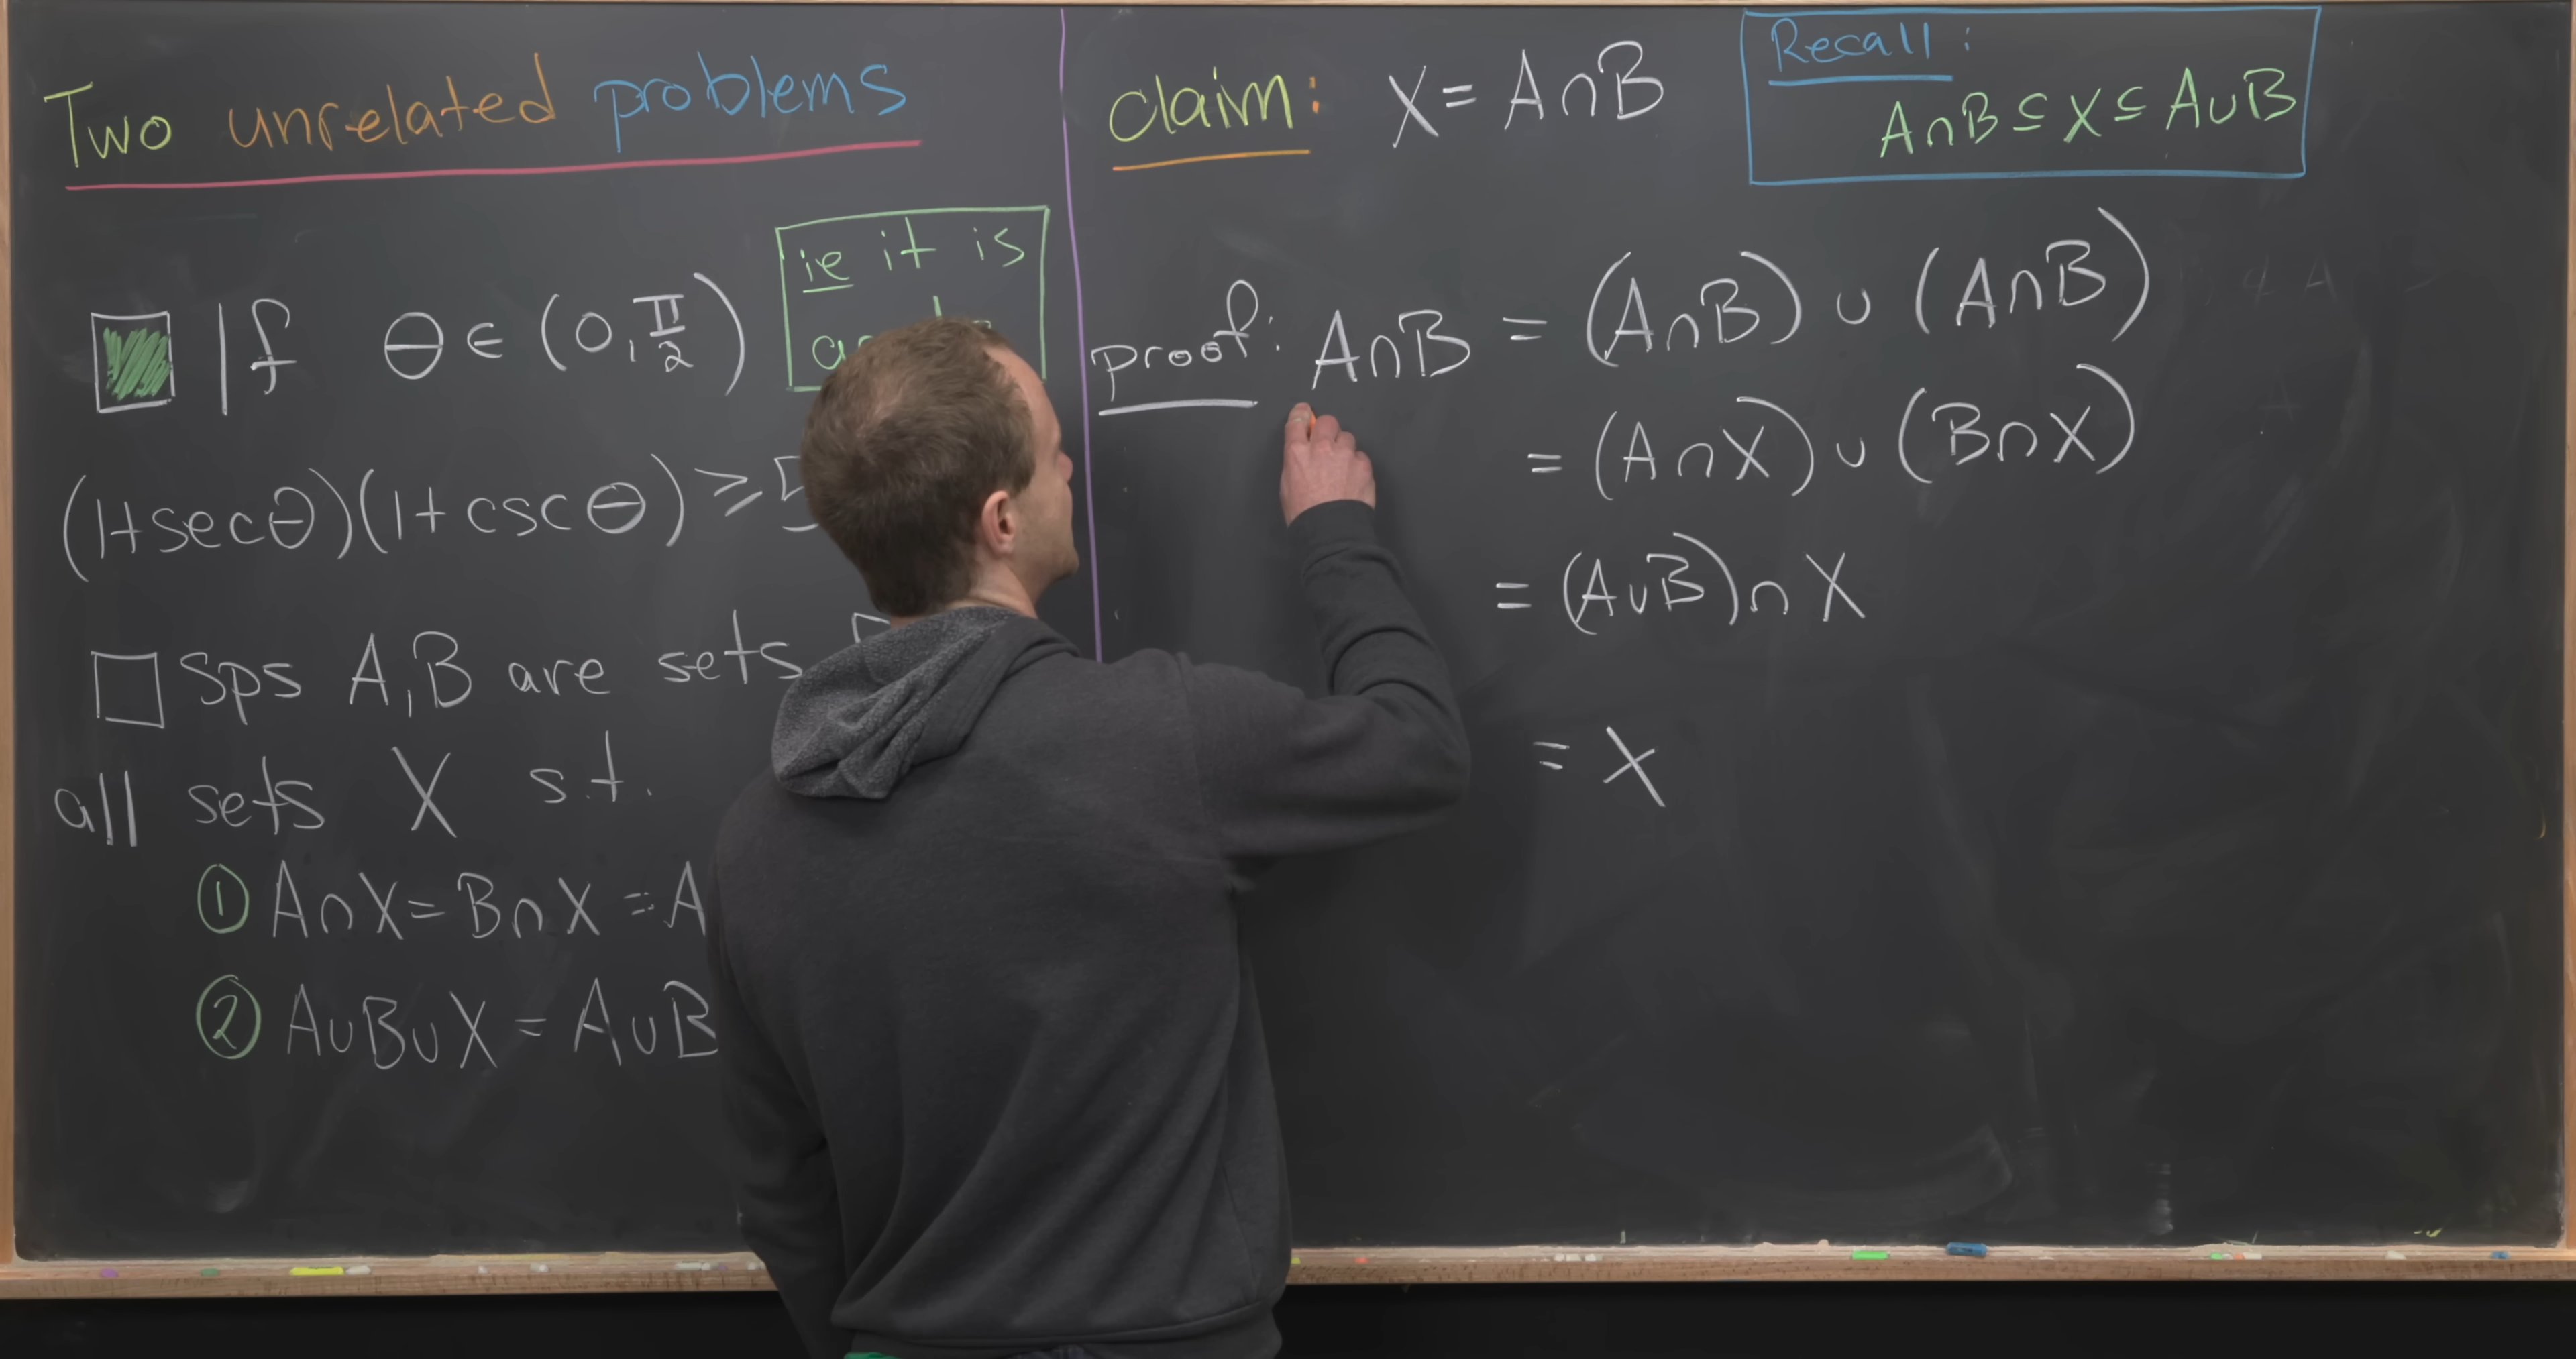 Two unrelated problems
If θ ∈ (0, π/2)
ie it is
(1+secθ)(1+cscθ) ≥
Sps A,B are sets
all sets X s.t.
① A∩X = B∩X = A
② A∪B∪X = A∪B
Claim: X = A∩B
Recall:
A∩B ⊆ X ⊆ A∪B
proof: A∩B = (A∩B) ∪ (A∩B)
= (A∩X) ∪ (B∩X)
= (A∪B)∩X
= X